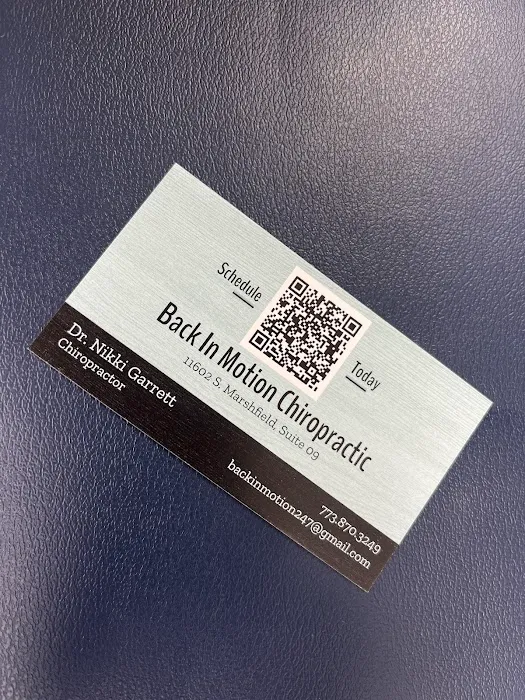 Schedule
Today
Back In Motion Chiropractic
11602 S. Marshfield, Suite 09
Dr. Nikki Garrett
Chiropractor
773.870.3249
backinmotion247@gmail.com